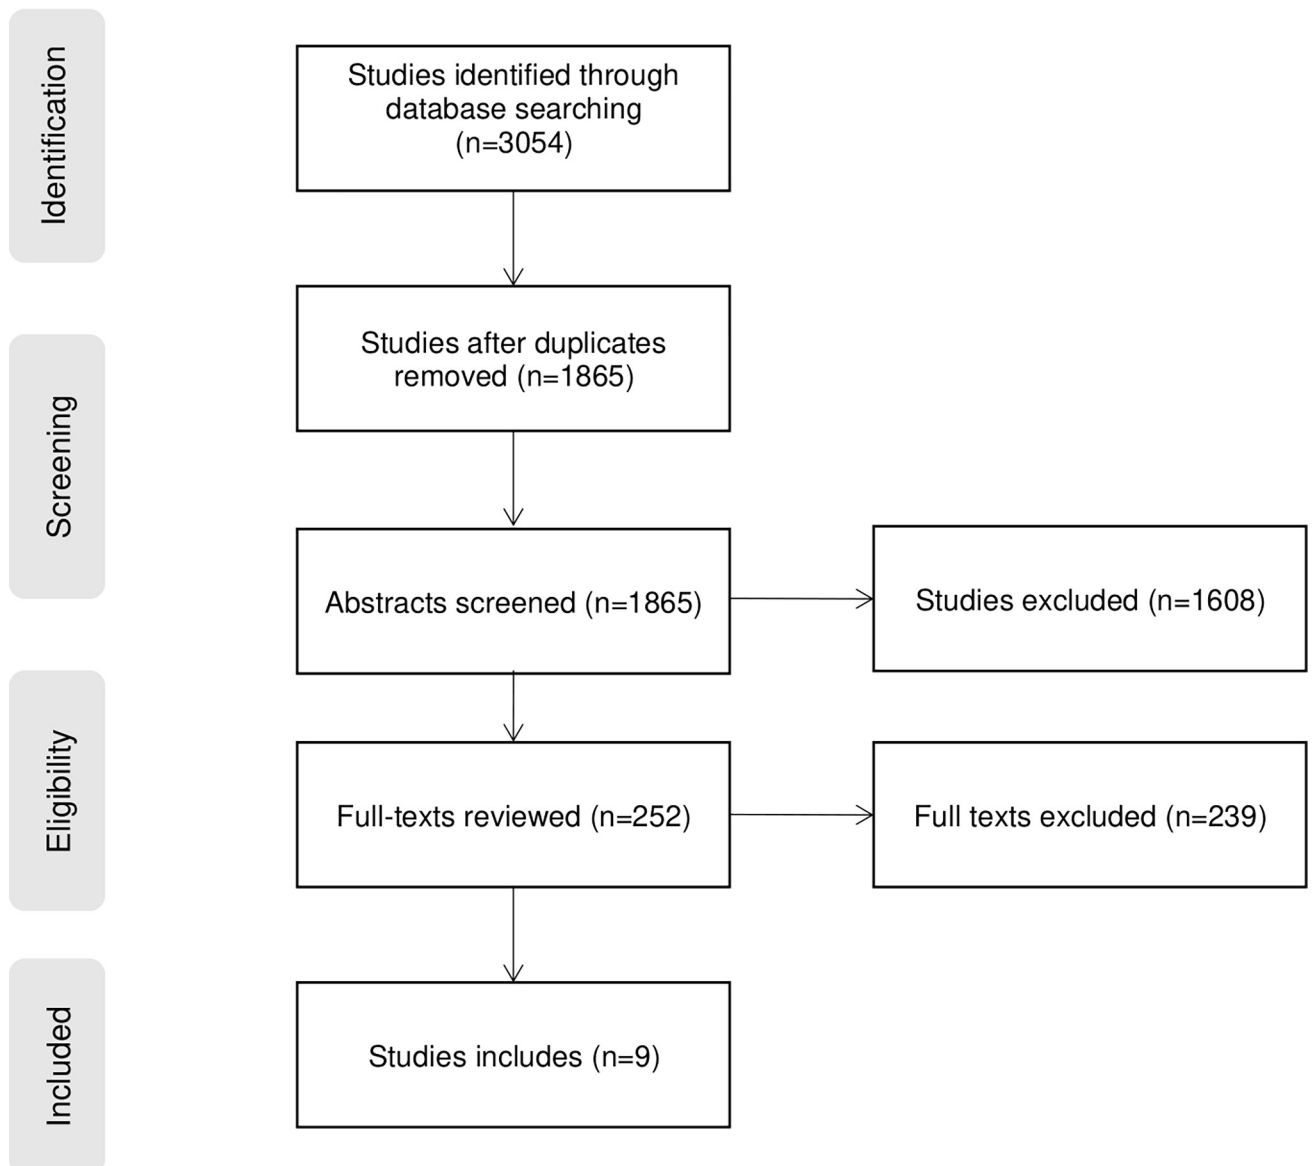 Identification
Studies identified through
database searching
(n=3054)
Screening
Studies after duplicates
removed (n=1865)
Abstracts screened (n=1865)
Studies excluded (n=1608)
Eligibility
Full-texts reviewed (n=252)
Full texts excluded (n=239)
Included
Studies includes (n=9)